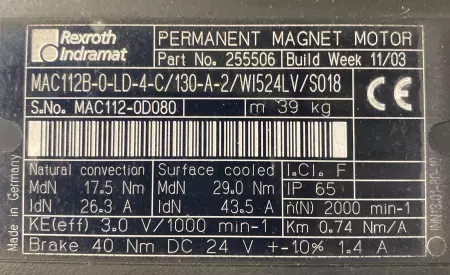 Rexroth
Indramat
PERMANENT MAGNET MOTOR
Part No. 255506 Build Week 11/03
MAC112B-0-LD-4-C/130-A-2/WI524LV/S018
S.No. MAC112-0D080 m 39 kg
CE
Natural convection Surface cooled I.Cl. F
MdN 17.5 Nm MdN 29.0 Nm IP 65
IdN 26.3 A IdN 43.5 A n(N) 2000 min-1
KE(eff) 3.0 V/1000 min-1 Km 0.74 Nm/A
Brake 40 Nm DC 24 V +-10% 1.4 A
Made in Germany